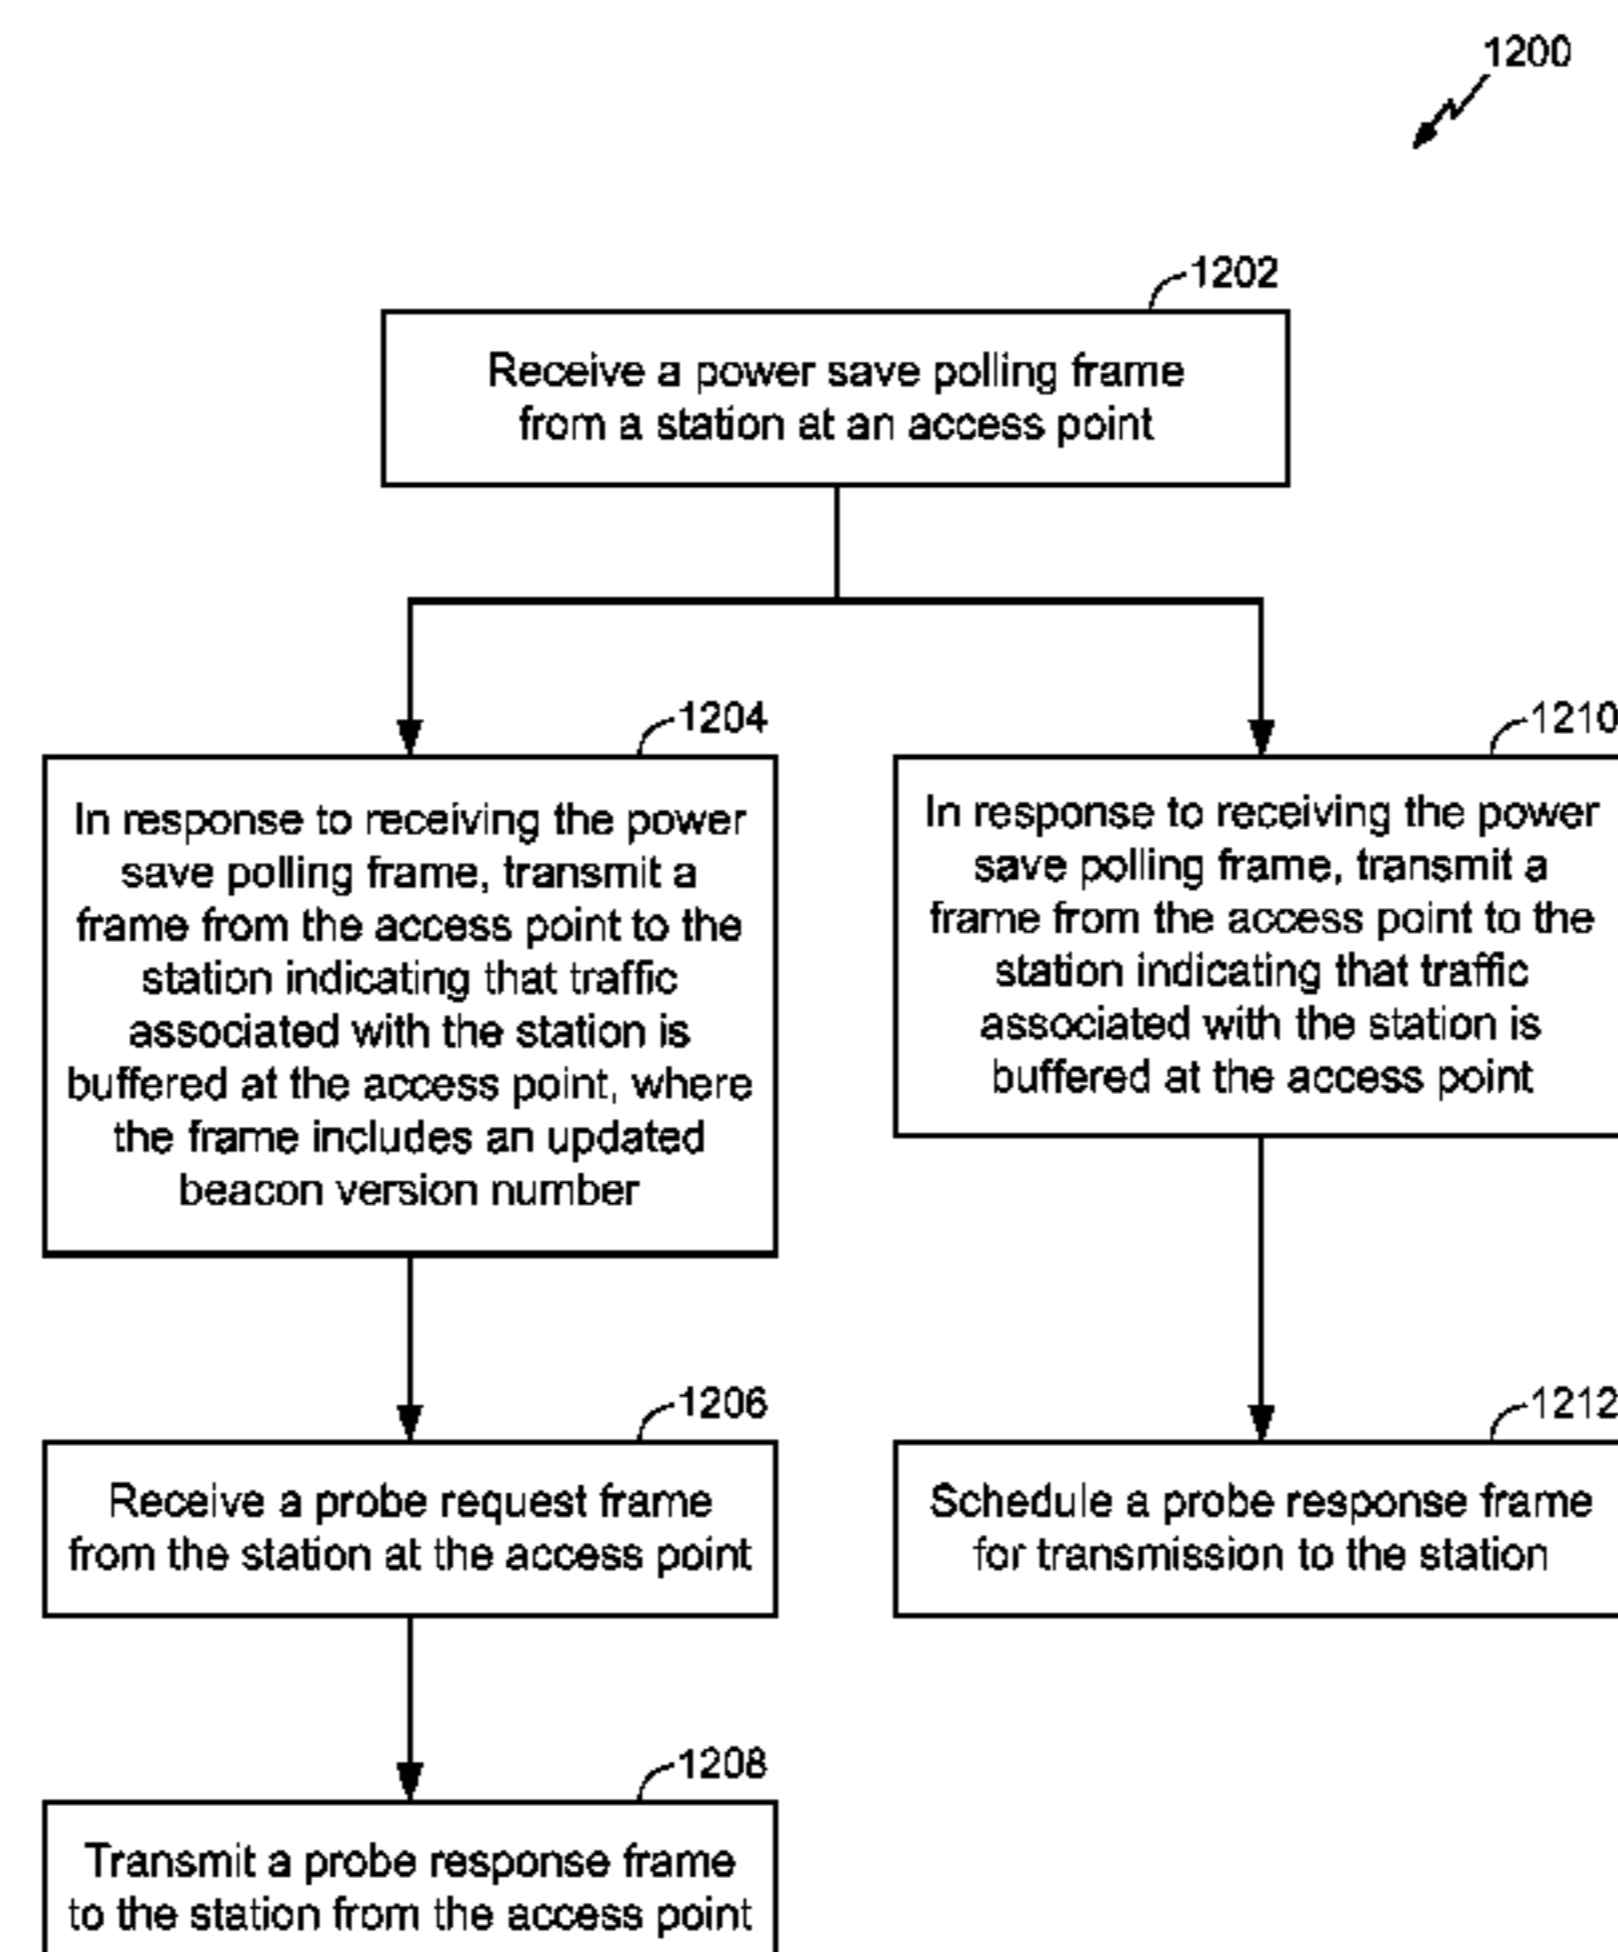 1200
1202
Receive a power save polling frame
from a station at an access point
1204
In response to receiving the power
save polling frame, transmit a
frame from the access point to the
station indicating that traffic
associated with the station is
buffered at the access point, where
the frame includes an updated
beacon version number
1210
In response to receiving the power
save polling frame, transmit a
frame from the access point to the
station indicating that traffic
associated with the station is
buffered at the access point
1206
Receive a probe request frame
from the station at the access point
1212
Schedule a probe response frame
for transmission to the station
1208
Transmit a probe response frame
to the station from the access point